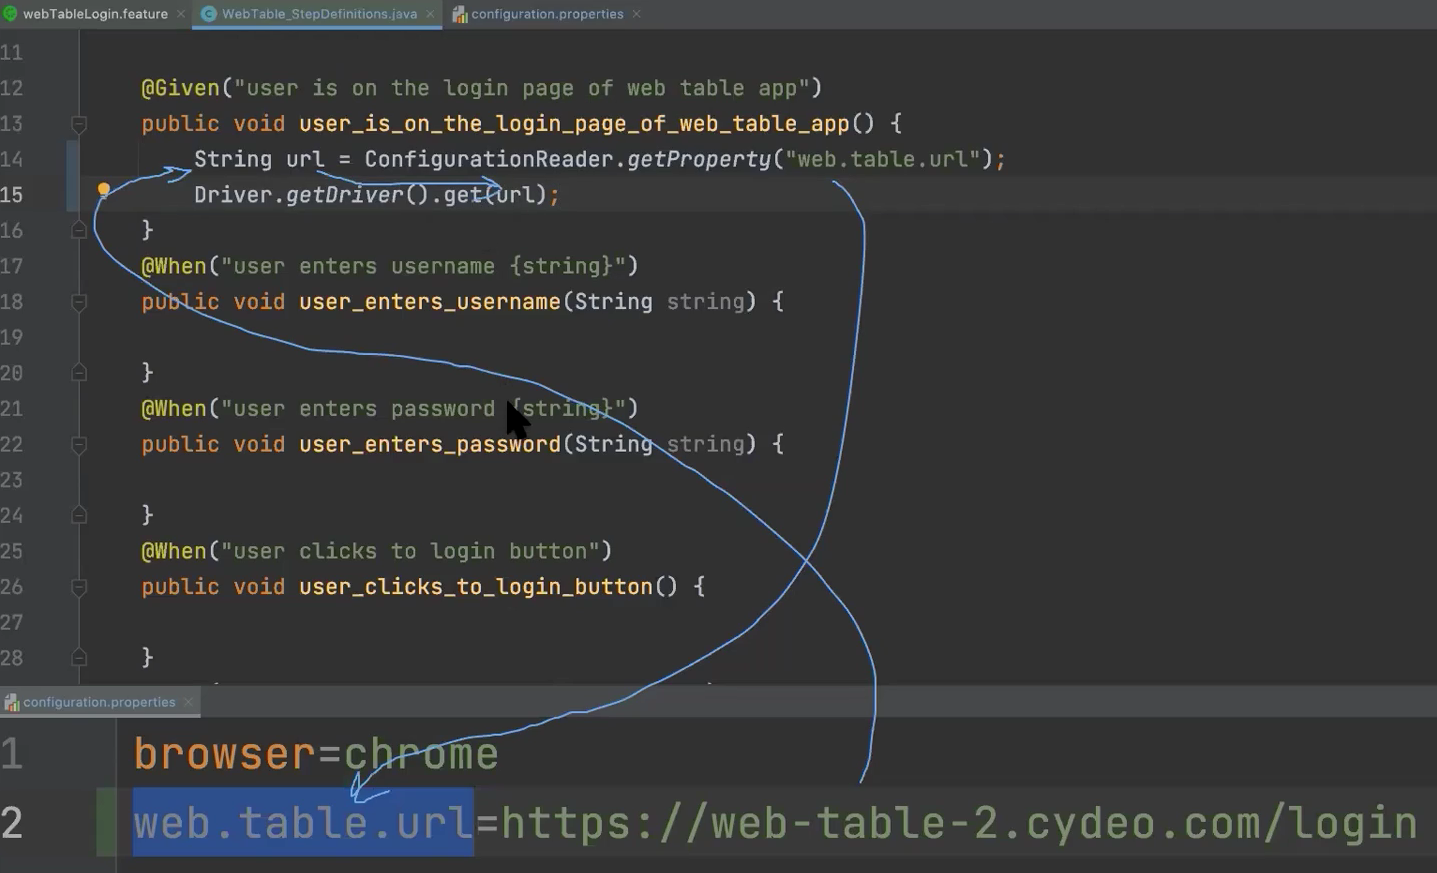 webTableLogin.feature WebTable_StepDefinitions.java configuration.properties
11
12 @Given("user is on the login page of web table app")
13 public void user_is_on_the_login_page_of_web_table_app() {
14 String url = ConfigurationReader.getProperty("web.table.url");
15 Driver.getDriver().get(url);
16 }
17 @When("user enters username {string}")
18 public void user_enters_username(String string) {
19
20 }
21 @When("user enters password {string}")
22 public void user_enters_password(String string) {
23
24 }
25 @When("user clicks to login button")
26 public void user_clicks_to_login_button() {
27
28 }
configuration.properties
1 browser=chrome
2 web.table.url=https://web-table-2.cydeo.com/login